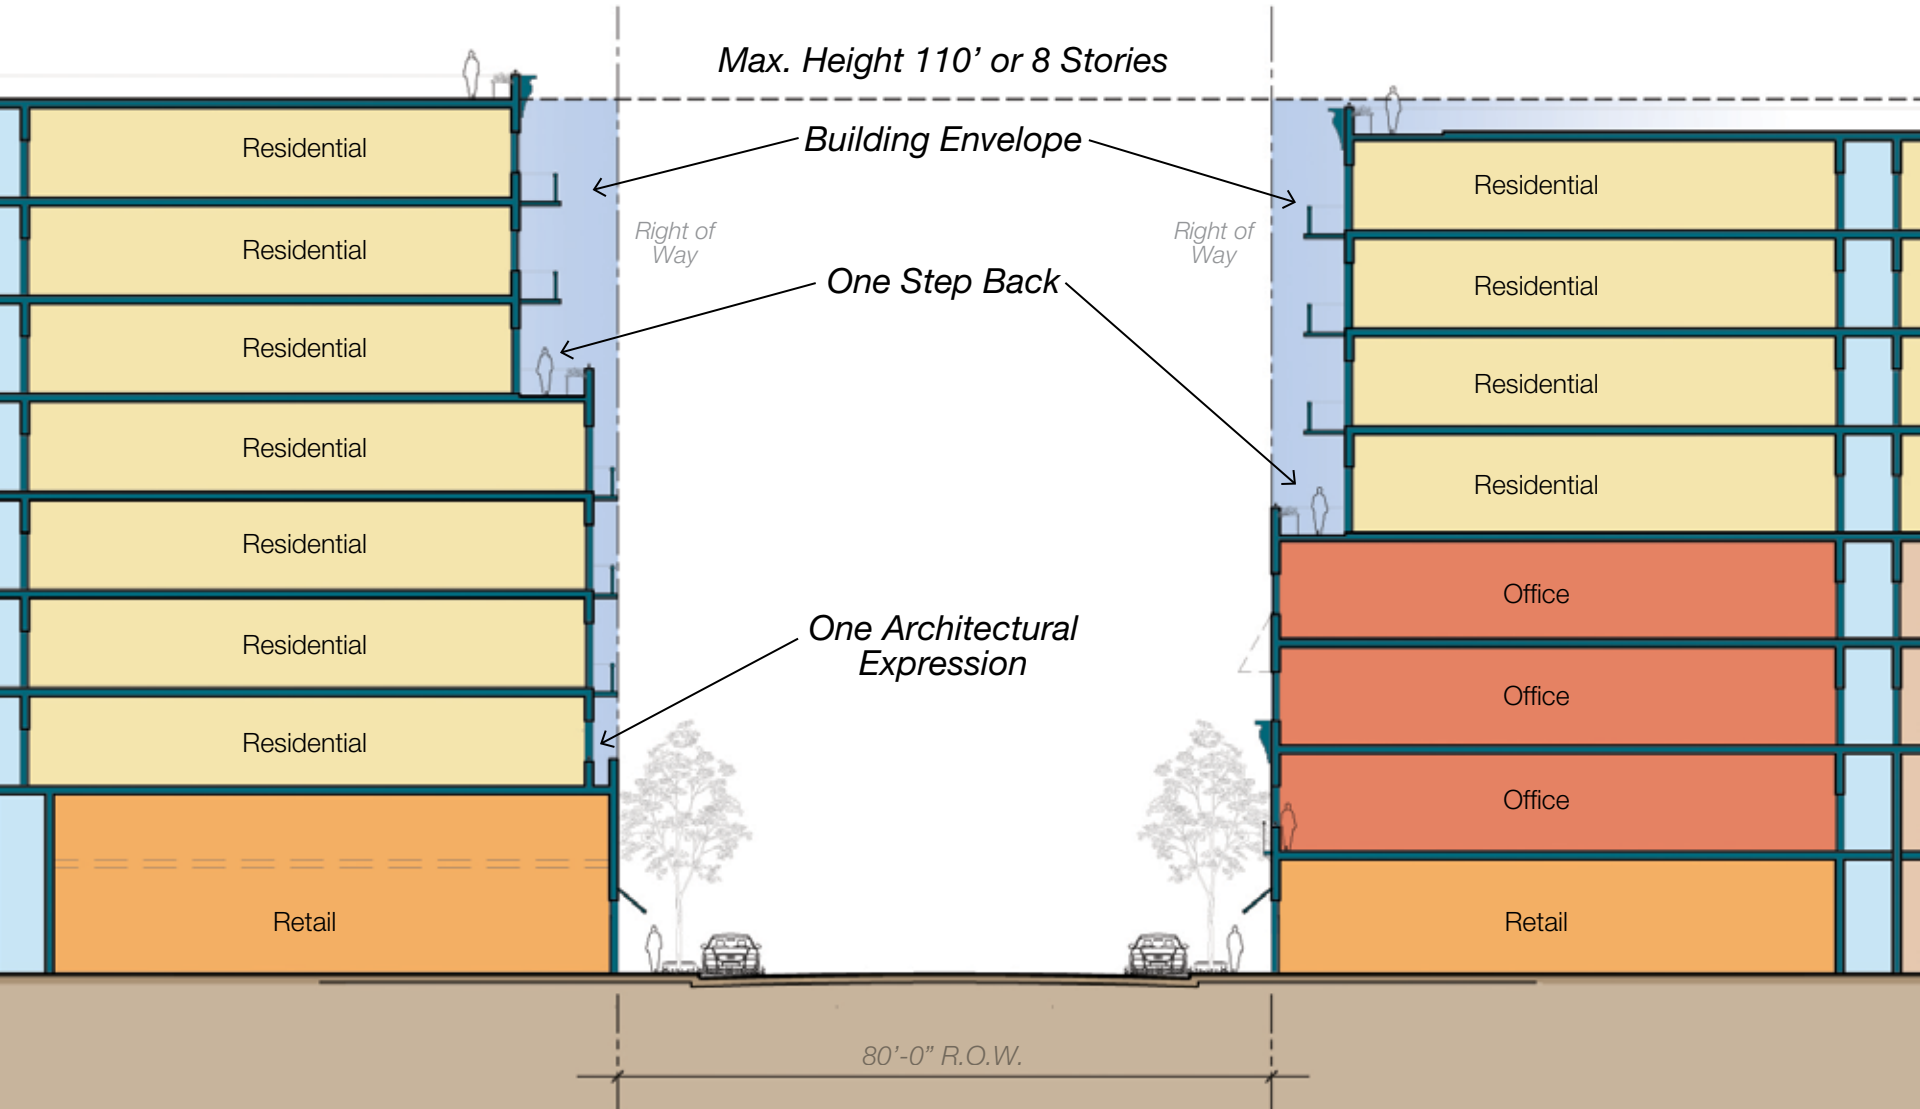 Max. Height 110’ or 8 Stories
Building Envelope
Right of
Way
Right of
Way
One Step Back
One Architectural
Expression
Residential
Residential
Residential
Residential
Residential
Residential
Residential
Retail
Residential
Residential
Residential
Residential
Office
Office
Office
Retail
80’-0” R.O.W.